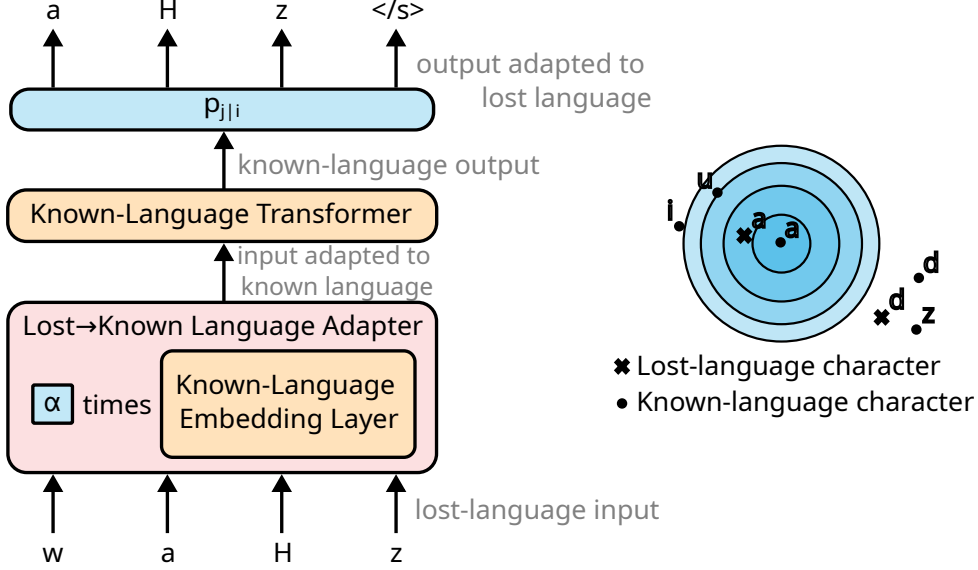 a H z </s>
output adapted to
lost language
p_{j|i}
known-language output
Known-Language Transformer
input adapted to
known language
Lost→Known Language Adapter
α times
Known-Language
Embedding Layer
lost-language input
w a H z
u
i
a
a
d
d
z
Lost-language character
Known-language character